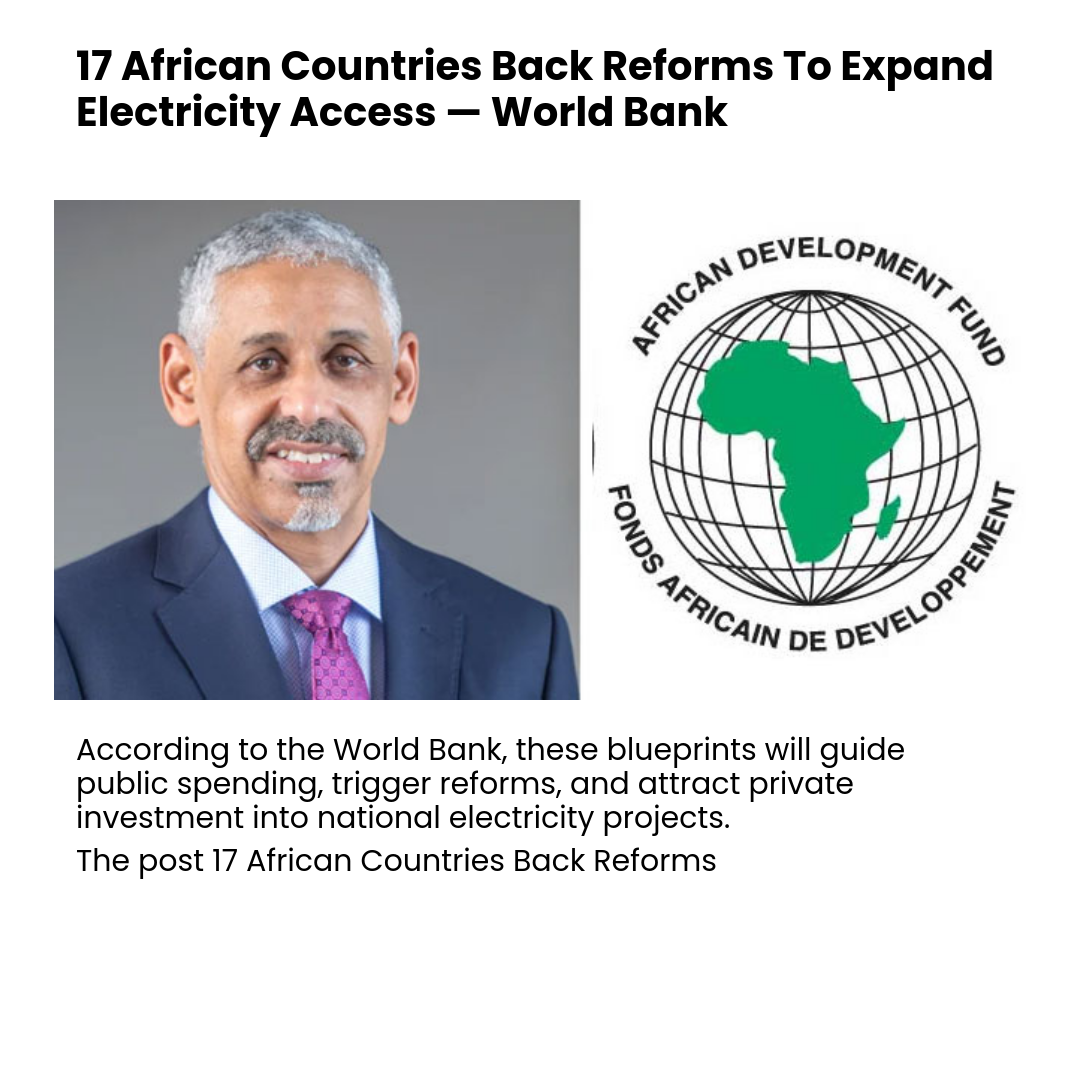 17 African Countries Back Reforms To Expand
Electricity Access — World Bank
AFRICAN DEVELOPMENT FUND
FONDS AFRICAIN DE DEVELOPPEMENT
According to the World Bank, these blueprints will guide
public spending, trigger reforms, and attract private
investment into national electricity projects.
The post 17 African Countries Back Reforms